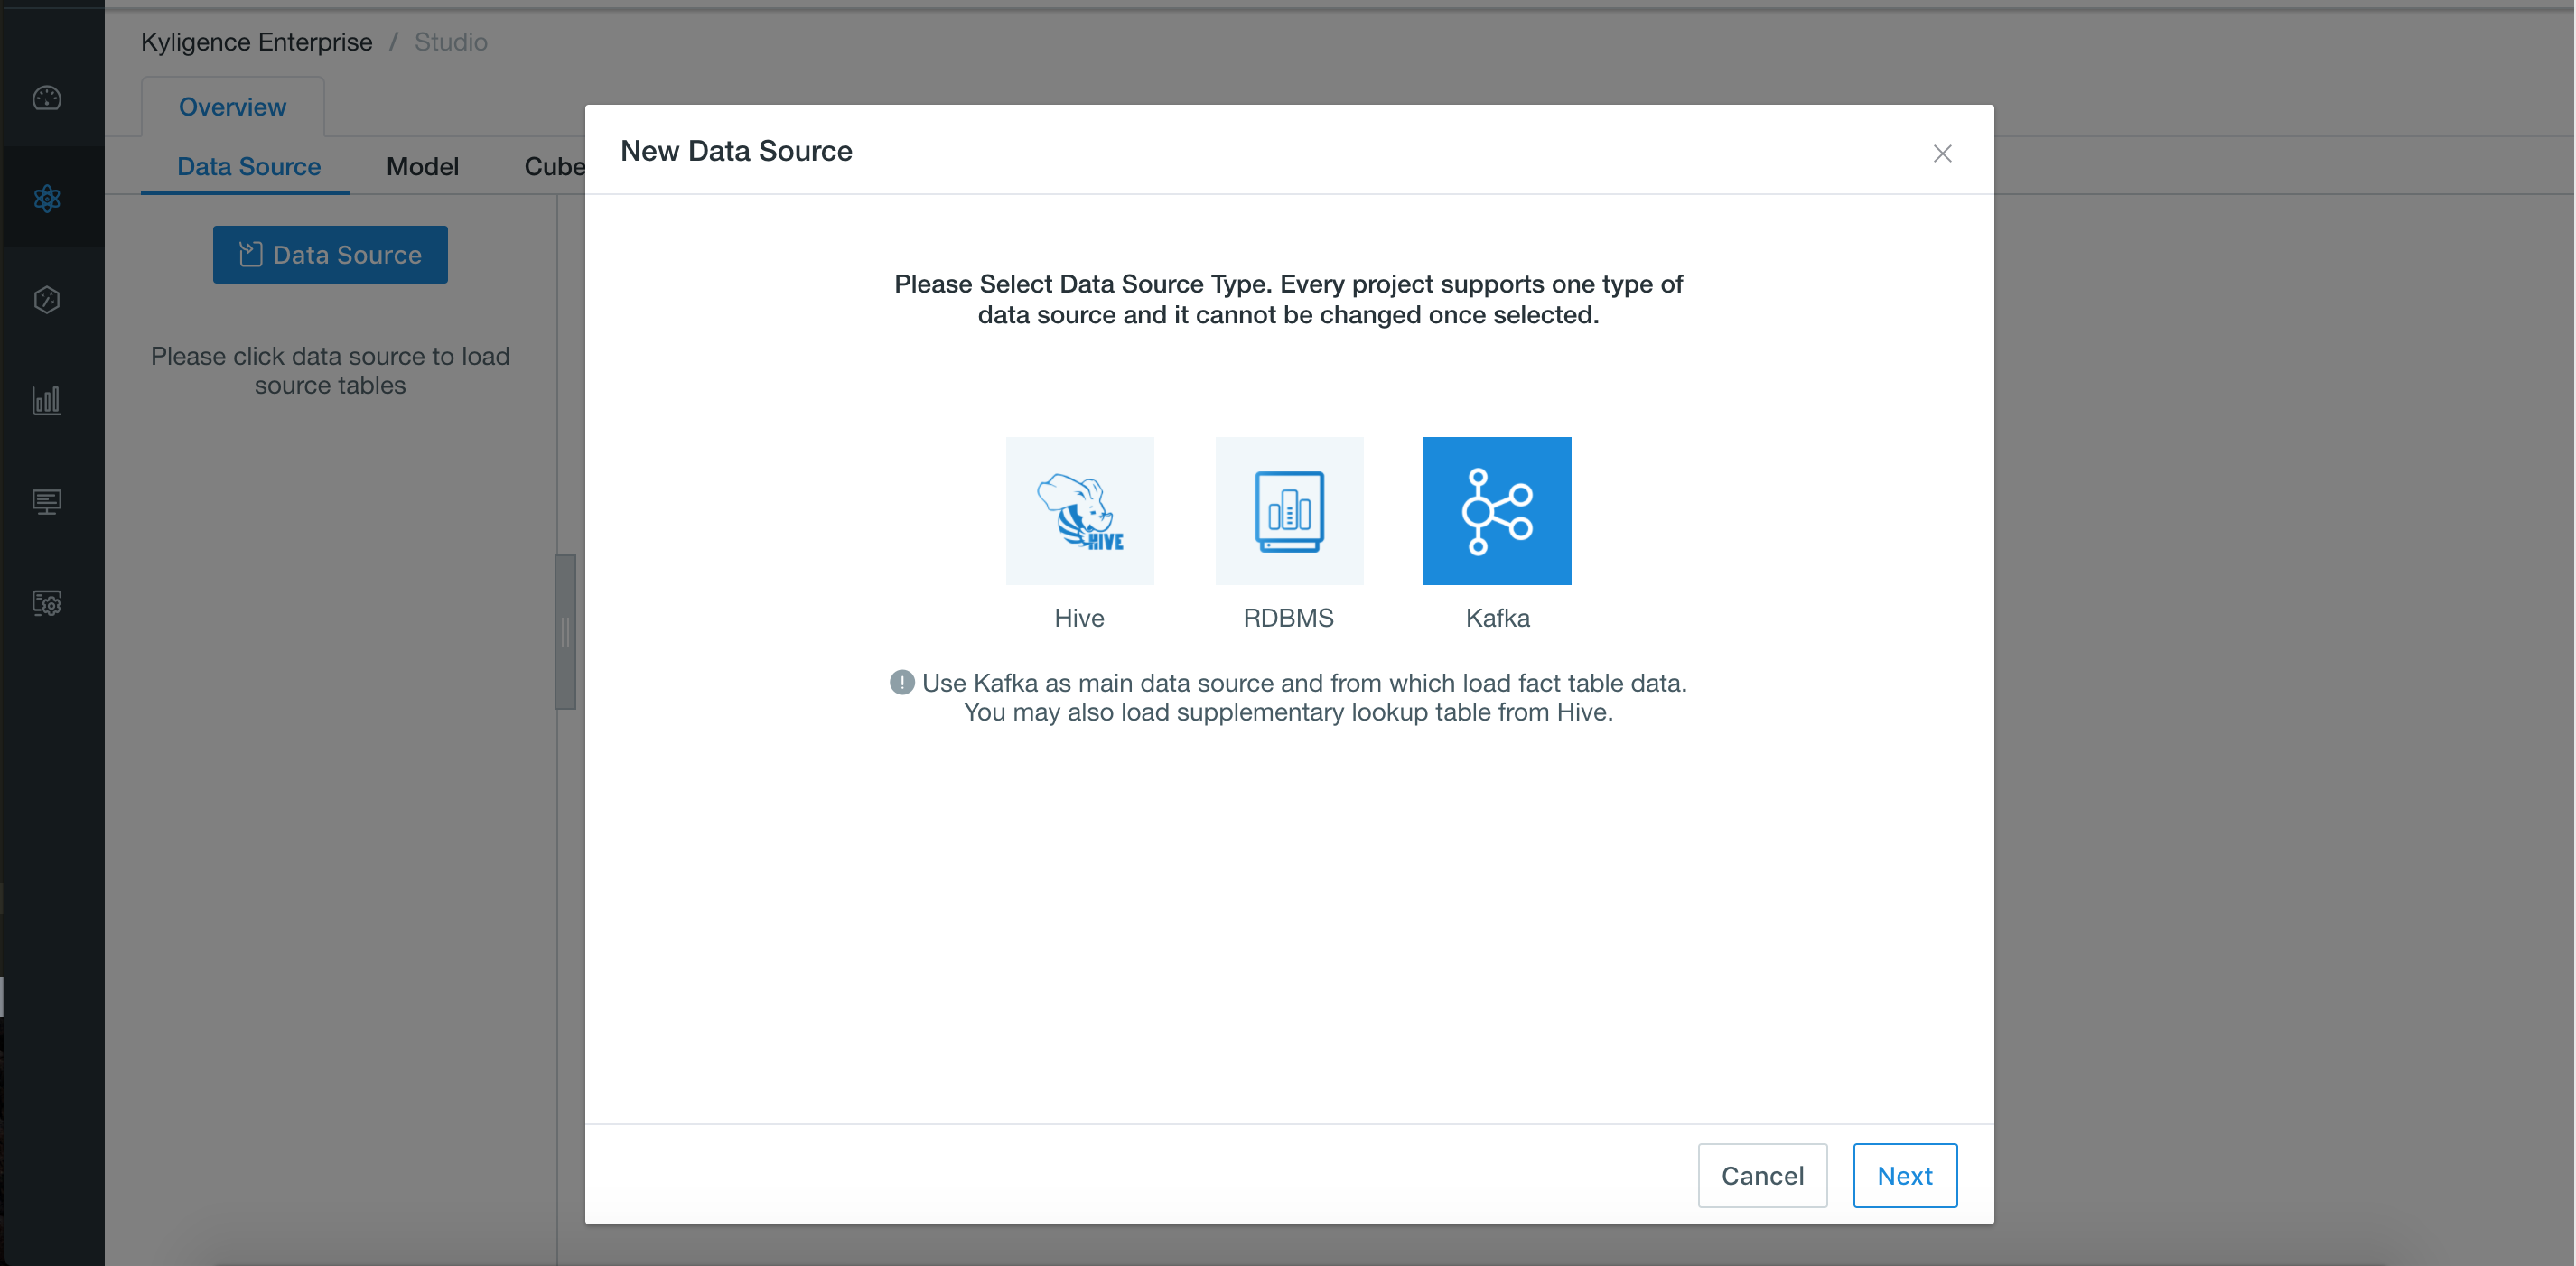 Kyligence Enterprise / Studio
Overview
Data Source Model Cube
Data Source
Please click data source to load
source tables
New Data Source
Please Select Data Source Type. Every project supports one type of
data source and it cannot be changed once selected.
HIVE
Hive RDBMS Kafka
! Use Kafka as main data source and from which load fact table data.
You may also load supplementary lookup table from Hive.
Cancel Next